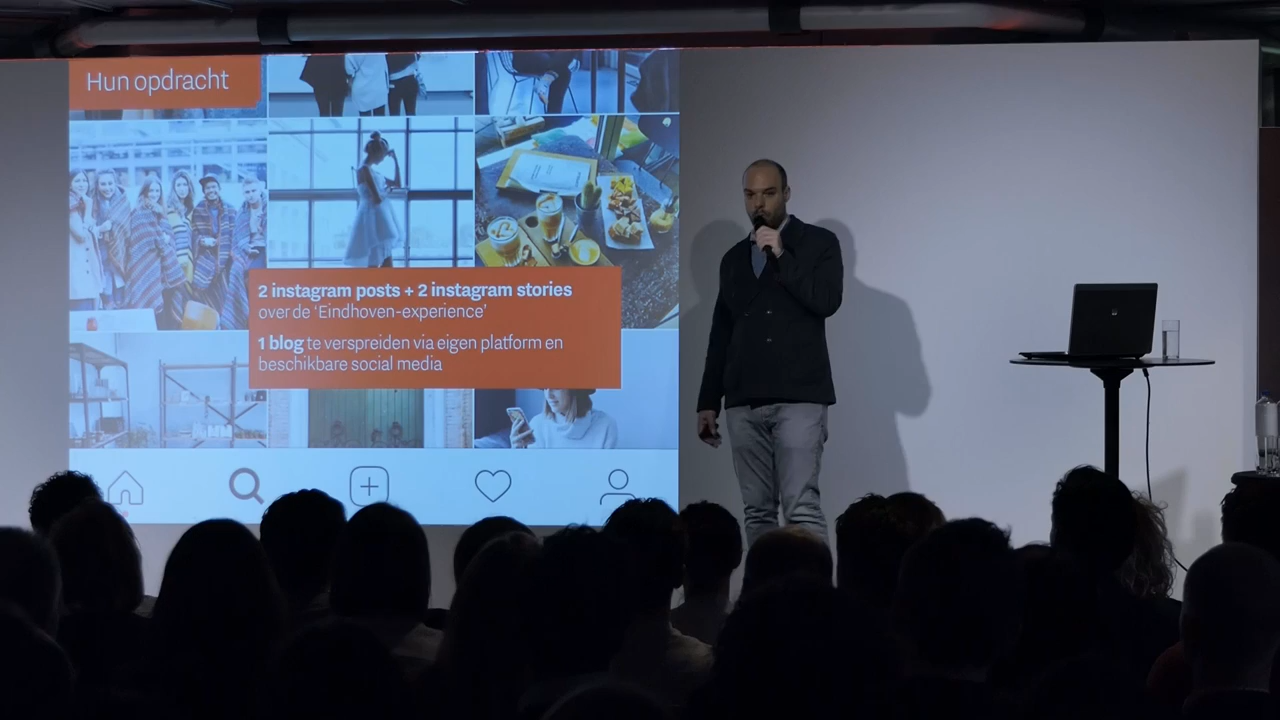 Hun opdracht
2 instagram posts + 2 instagram stories
over de ‘Eindhoven-experience’
1 blog te verspreiden via eigen platform en
beschikbare social media